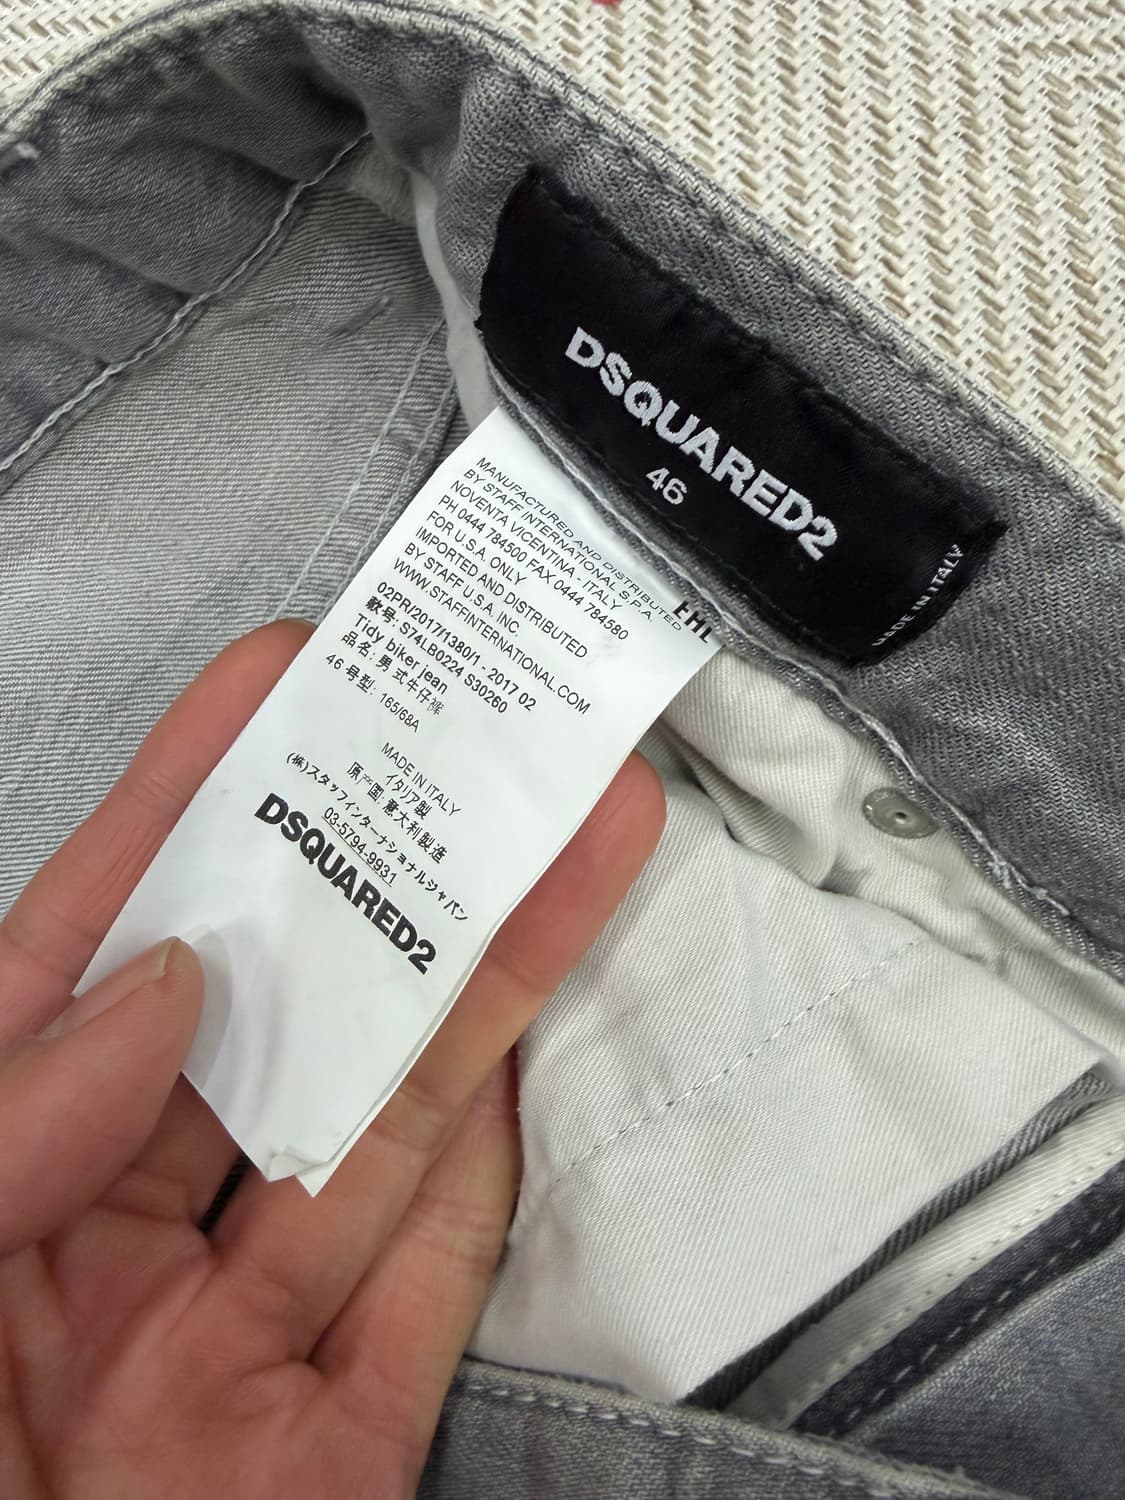 DSQUARED2
46
MADE IN ITALY
MANUFACTURED AND DISTRIBUTED
BY STAFF INTERNATIONAL S.P.A.
NOVENTA VICENTINA - ITALY
PH 0444 784500 FAX 0444 784580
FOR U.S.A. ONLY
IMPORTED AND DISTRIBUTED
BY STAFF U.S.A. INC.
WWW.STAFFINTERNATIONAL.COM
02PR/2017/1380/1 - 2017 02
款号: S74LB0224 S30260
Tidy biker jean
品名: 男式牛仔裤
46 号型: 165/68A
MADE IN ITALY
イタリア製
原产国: 意大利製造
(株)スタッフインターナショナルジャパン
03-5794-9931
DSQUARED2